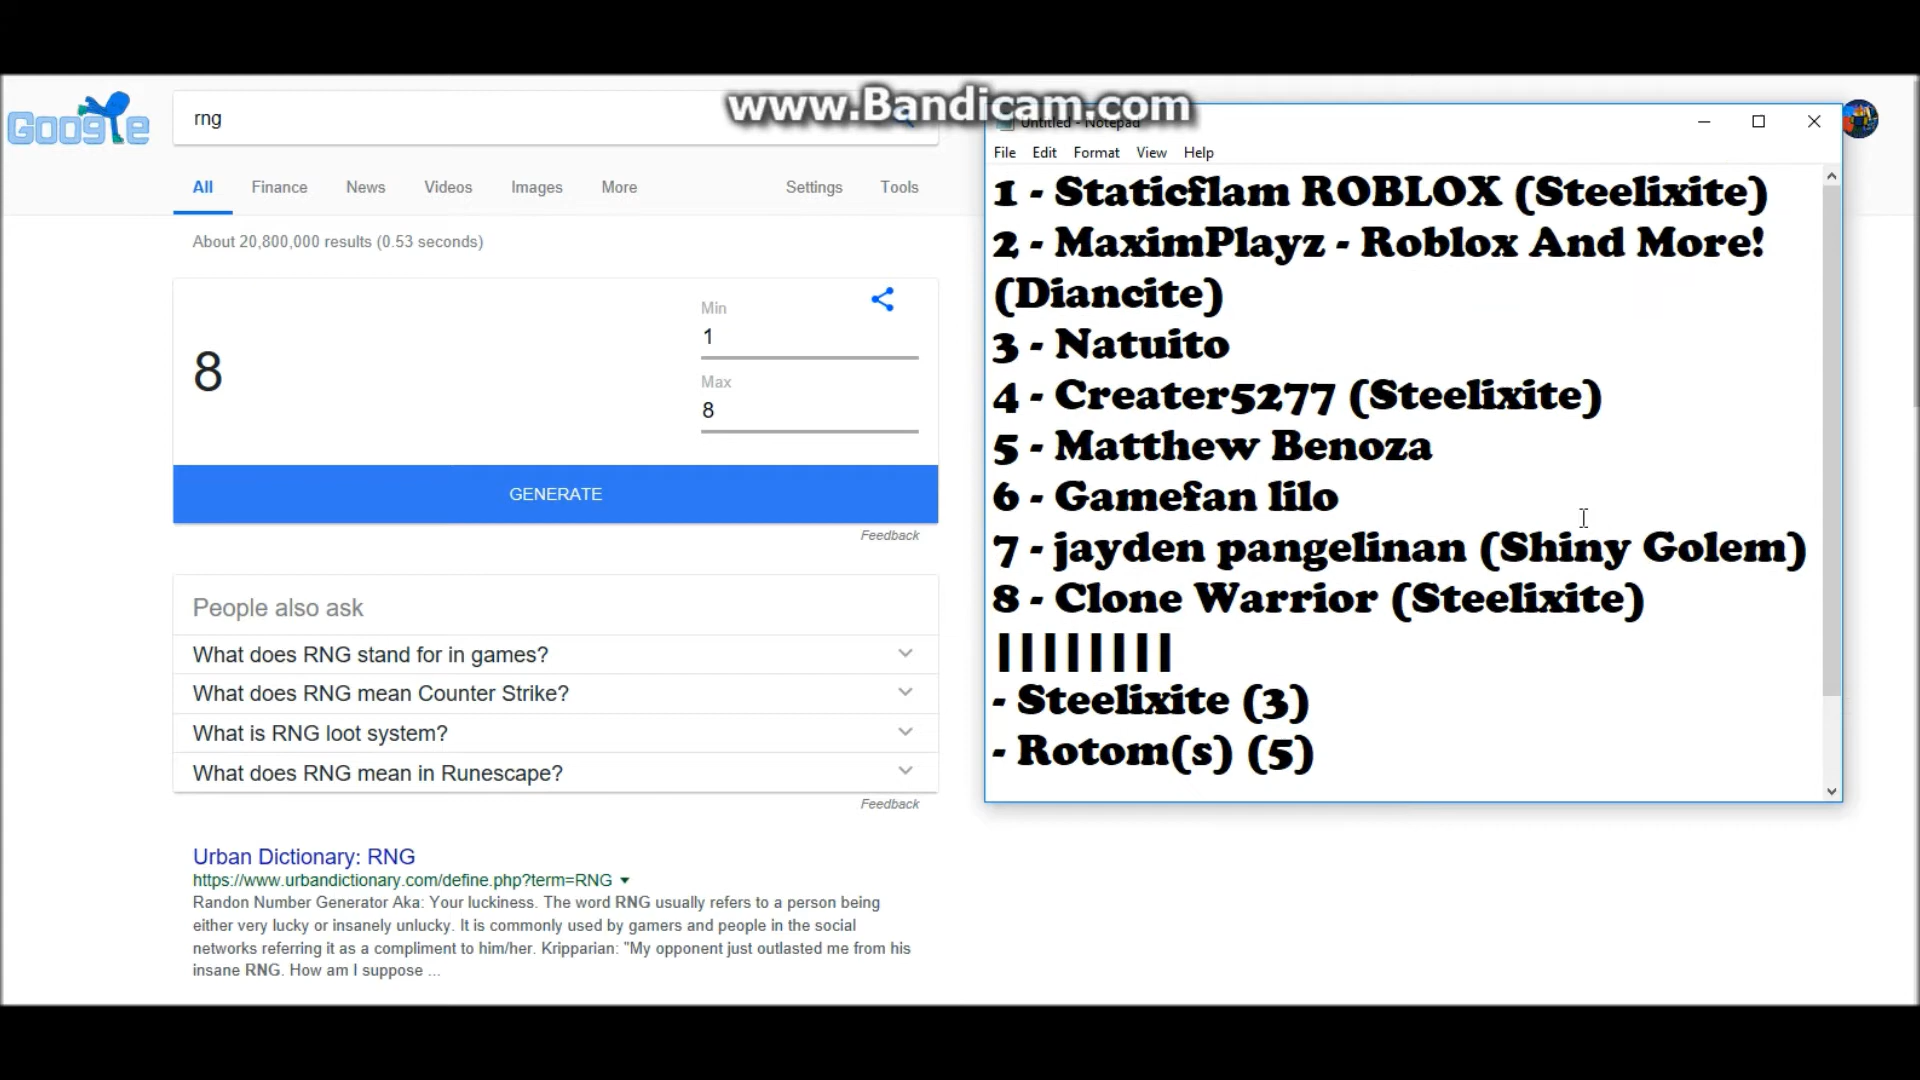 www.Bandicam.com
Google
rng
All Finance News Videos Images More Settings Tools
About 20,800,000 results (0.53 seconds)
8
Min
1
Max
8
GENERATE
Feedback
People also ask
What does RNG stand for in games?
What does RNG mean Counter Strike?
What is RNG loot system?
What does RNG mean in Runescape?
Feedback
Urban Dictionary: RNG
https://www.urbandictionary.com/define.php?term=RNG
Randon Number Generator Aka: Your luckiness. The word RNG usually refers to a person being
either very lucky or insanely unlucky. It is commonly used by gamers and people in the social
networks referring it as a compliment to him/her. Kripparian: "My opponent just outlasted me from his
insane RNG. How am I suppose ...
Untitled - Notepad
File Edit Format View Help
1 - Staticflam ROBLOX (Steelixite)
2 - MaximPlayz - Roblox And More!
(Diancite)
3 - Natuito
4 - Creater5277 (Steelixite)
5 - Matthew Benoza
6 - Gamefan lilo
7 - jayden pangelinan (Shiny Golem)
8 - Clone Warrior (Steelixite)
||||||||
- Steelixite (3)
- Rotom(s) (5)